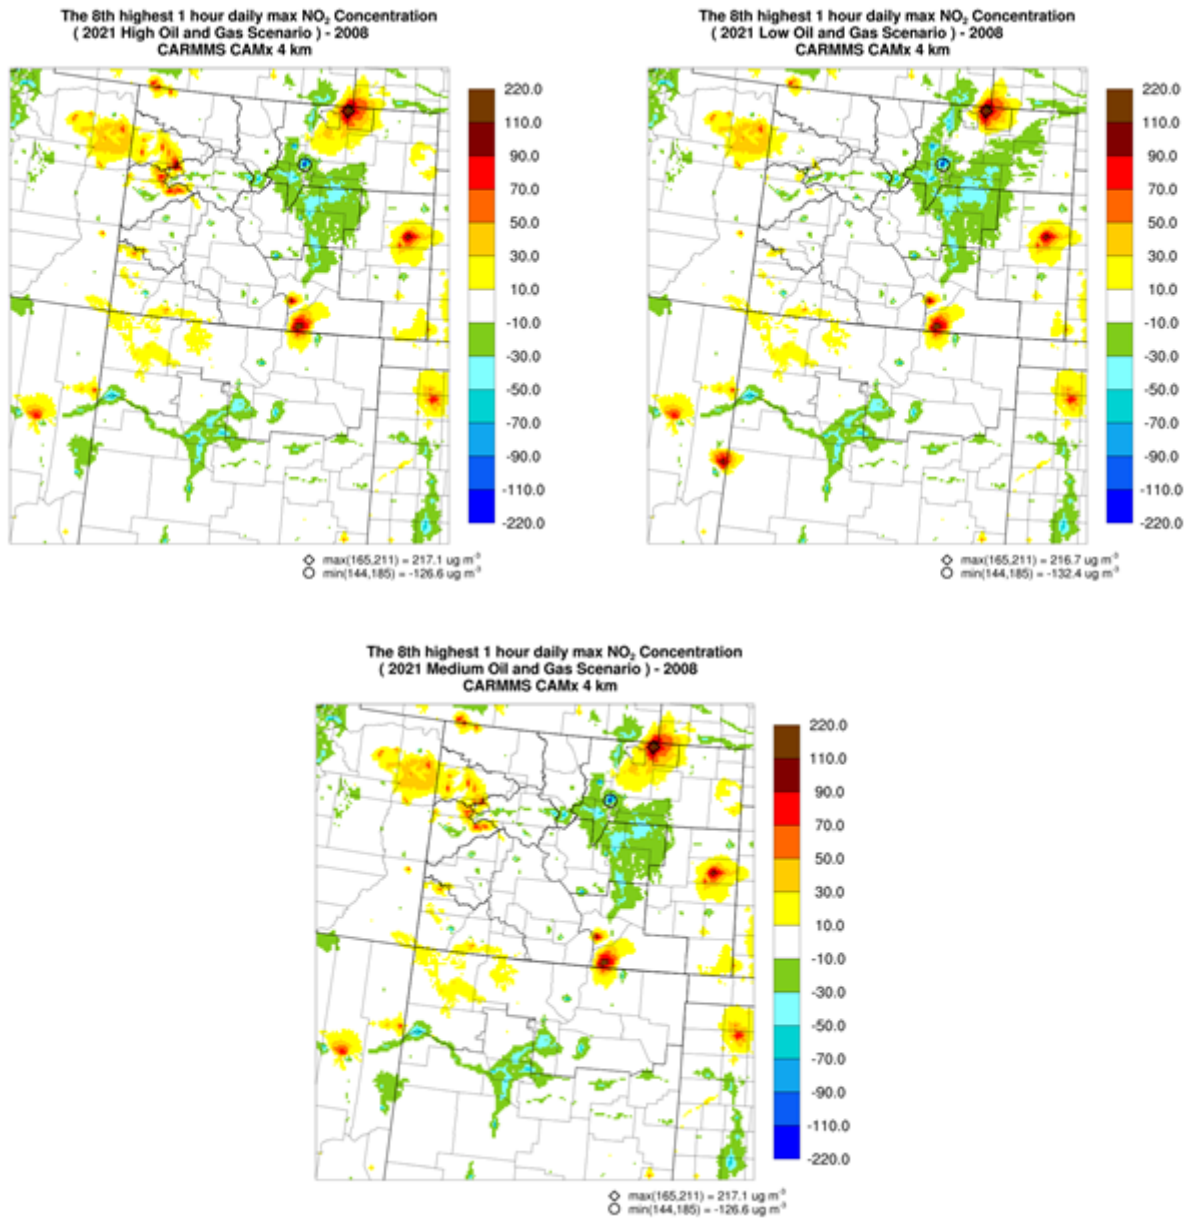 The 8th highest 1 hour daily max NO₂ Concentration
( 2021 High Oil and Gas Scenario ) - 2008
CARMMS CAMx 4 km
220.0
110.0
90.0
70.0
50.0
30.0
10.0
-10.0
-30.0
-50.0
-70.0
-90.0
-110.0
-220.0
max(165,211) = 217.1 ug m⁻³
min(144,185) = -126.6 ug m⁻³
The 8th highest 1 hour daily max NO₂ Concentration
( 2021 Low Oil and Gas Scenario ) - 2008
CARMMS CAMx 4 km
220.0
110.0
90.0
70.0
50.0
30.0
10.0
-10.0
-30.0
-50.0
-70.0
-90.0
-110.0
-220.0
max(165,211) = 216.7 ug m⁻³
min(144,185) = -132.4 ug m⁻³
The 8th highest 1 hour daily max NO₂ Concentration
( 2021 Medium Oil and Gas Scenario ) - 2008
CARMMS CAMx 4 km
220.0
110.0
90.0
70.0
50.0
30.0
10.0
-10.0
-30.0
-50.0
-70.0
-90.0
-110.0
-220.0
max(165,211) = 217.1 ug m⁻³
min(144,185) = -126.6 ug m⁻³